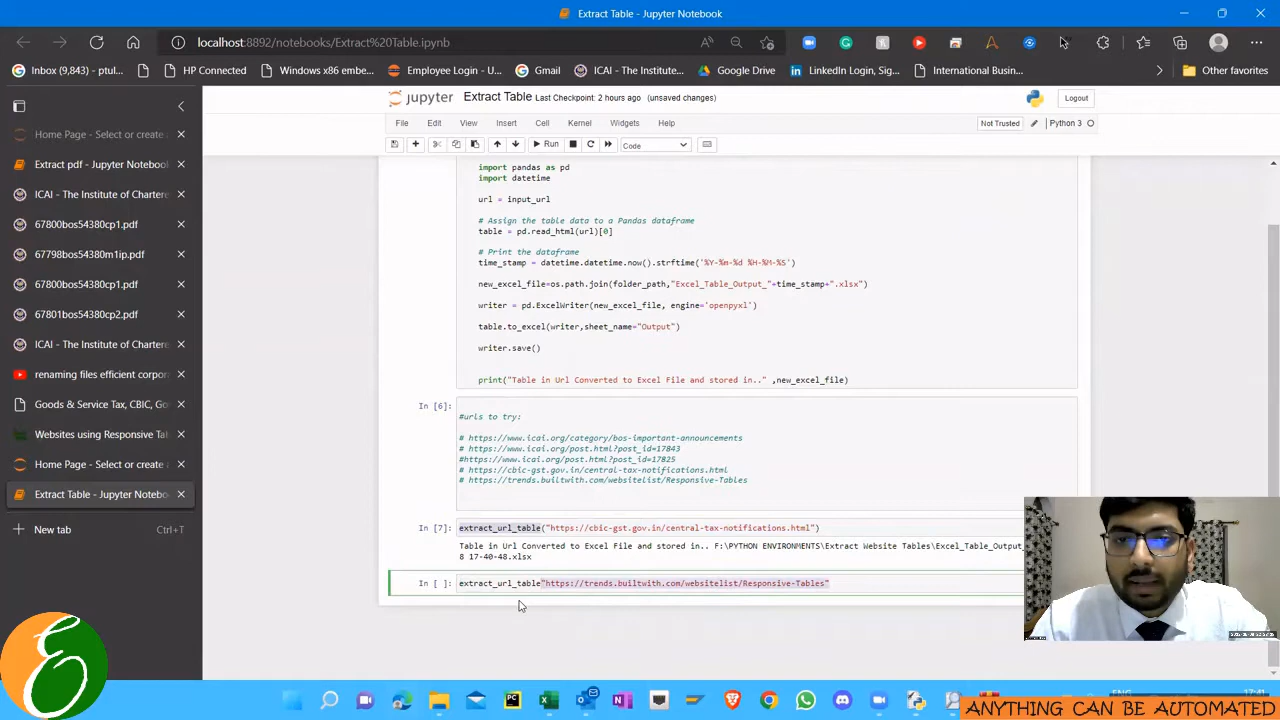 Extract Table - Jupyter Notebook
localhost:8892/notebooks/Extract%20Table.ipynb
Inbox (9,843) - ptul...
HP Connected
Windows x86 embe...
Employee Login - U...
Gmail
ICAI - The Institute...
Google Drive
LinkedIn Login, Sig...
International Busin...
Other favorites
Home Page - Select or create a
Extract pdf - Jupyter Notebook
ICAI - The Institute of Charter
67800bos54380cp1.pdf
67798bos54380m1ip.pdf
67800bos54380cp1.pdf
67801bos54380cp2.pdf
ICAI - The Institute of Charter
renaming files efficient corpor
Goods & Service Tax, CBIC, Go
Websites using Responsive Tal
Home Page - Select or create a
Extract Table - Jupyter Notebo
New tab
Ctrl+T
jupyter Extract Table Last Checkpoint: 2 hours ago (unsaved changes)
Logout
File Edit View Insert Cell Kernel Widgets Help
Not Trusted
Python 3
Run
Code
import pandas as pd
import datetime
url = input_url
# Assign the table data to a Pandas dataframe
table = pd.read_html(url)[0]
# Print the dataframe
time_stamp = datetime.datetime.now().strftime('%Y-%m-%d %H-%M-%S')
new_excel_file=os.path.join(folder_path,"Excel_Table_Output_"+time_stamp+".xlsx")
writer = pd.ExcelWriter(new_excel_file, engine='openpyxl')
table.to_excel(writer,sheet_name="Output")
writer.save()
print("Table in Url Converted to Excel File and stored in.." ,new_excel_file)
In [6]:
#urls to try:
# https://www.icai.org/category/bos-important-announcements
# https://www.icai.org/post.html?post_id=17843
#https://www.icai.org/post.html?post_id=17825
# https://cbic-gst.gov.in/central-tax-notifications.html
# https://trends.builtwith.com/websitelist/Responsive-Tables
In [7]: extract_url_table("https://cbic-gst.gov.in/central-tax-notifications.html")
Table in Url Converted to Excel File and stored in.. F:\PYTHON ENVIRONMENTS\Extract Website Tables\Excel_Table_Output_
8 17-40-48.xlsx
In [ ]: extract_url_table"https://trends.builtwith.com/websitelist/Responsive-Tables"
ENG
17:41
ANYTHING CAN BE AUTOMATED